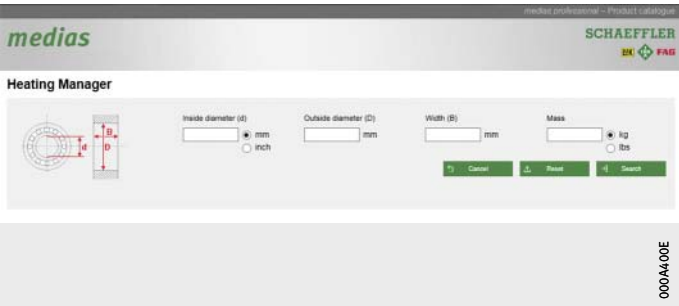 medias professional – Product catalogue
medias
SCHAEFFLER
FAG
Heating Manager
Inside diameter (d)
Outside diameter (D)
Width (B)
Mass
mm
mm
mm
kg
inch
lbs
B
d
D
Cancel
Reset
Search
000A400E